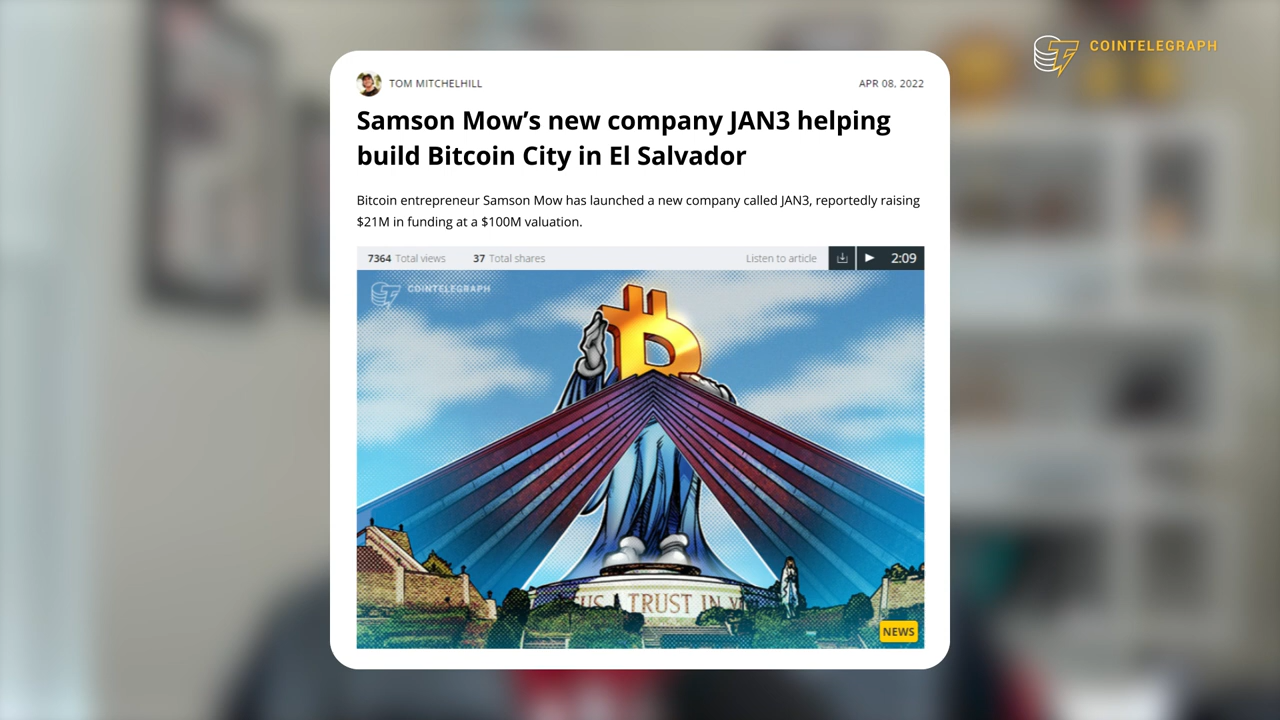 COINTELEGRAPH
TOM MITCHELHILL
APR 08, 2022
Samson Mow’s new company JAN3 helping
build Bitcoin City in El Salvador
Bitcoin entrepreneur Samson Mow has launched a new company called JAN3, reportedly raising
$21M in funding at a $100M valuation.
7364 Total views 37 Total shares Listen to article 2:09
COINTELEGRAPH
TRUST IN
NEWS